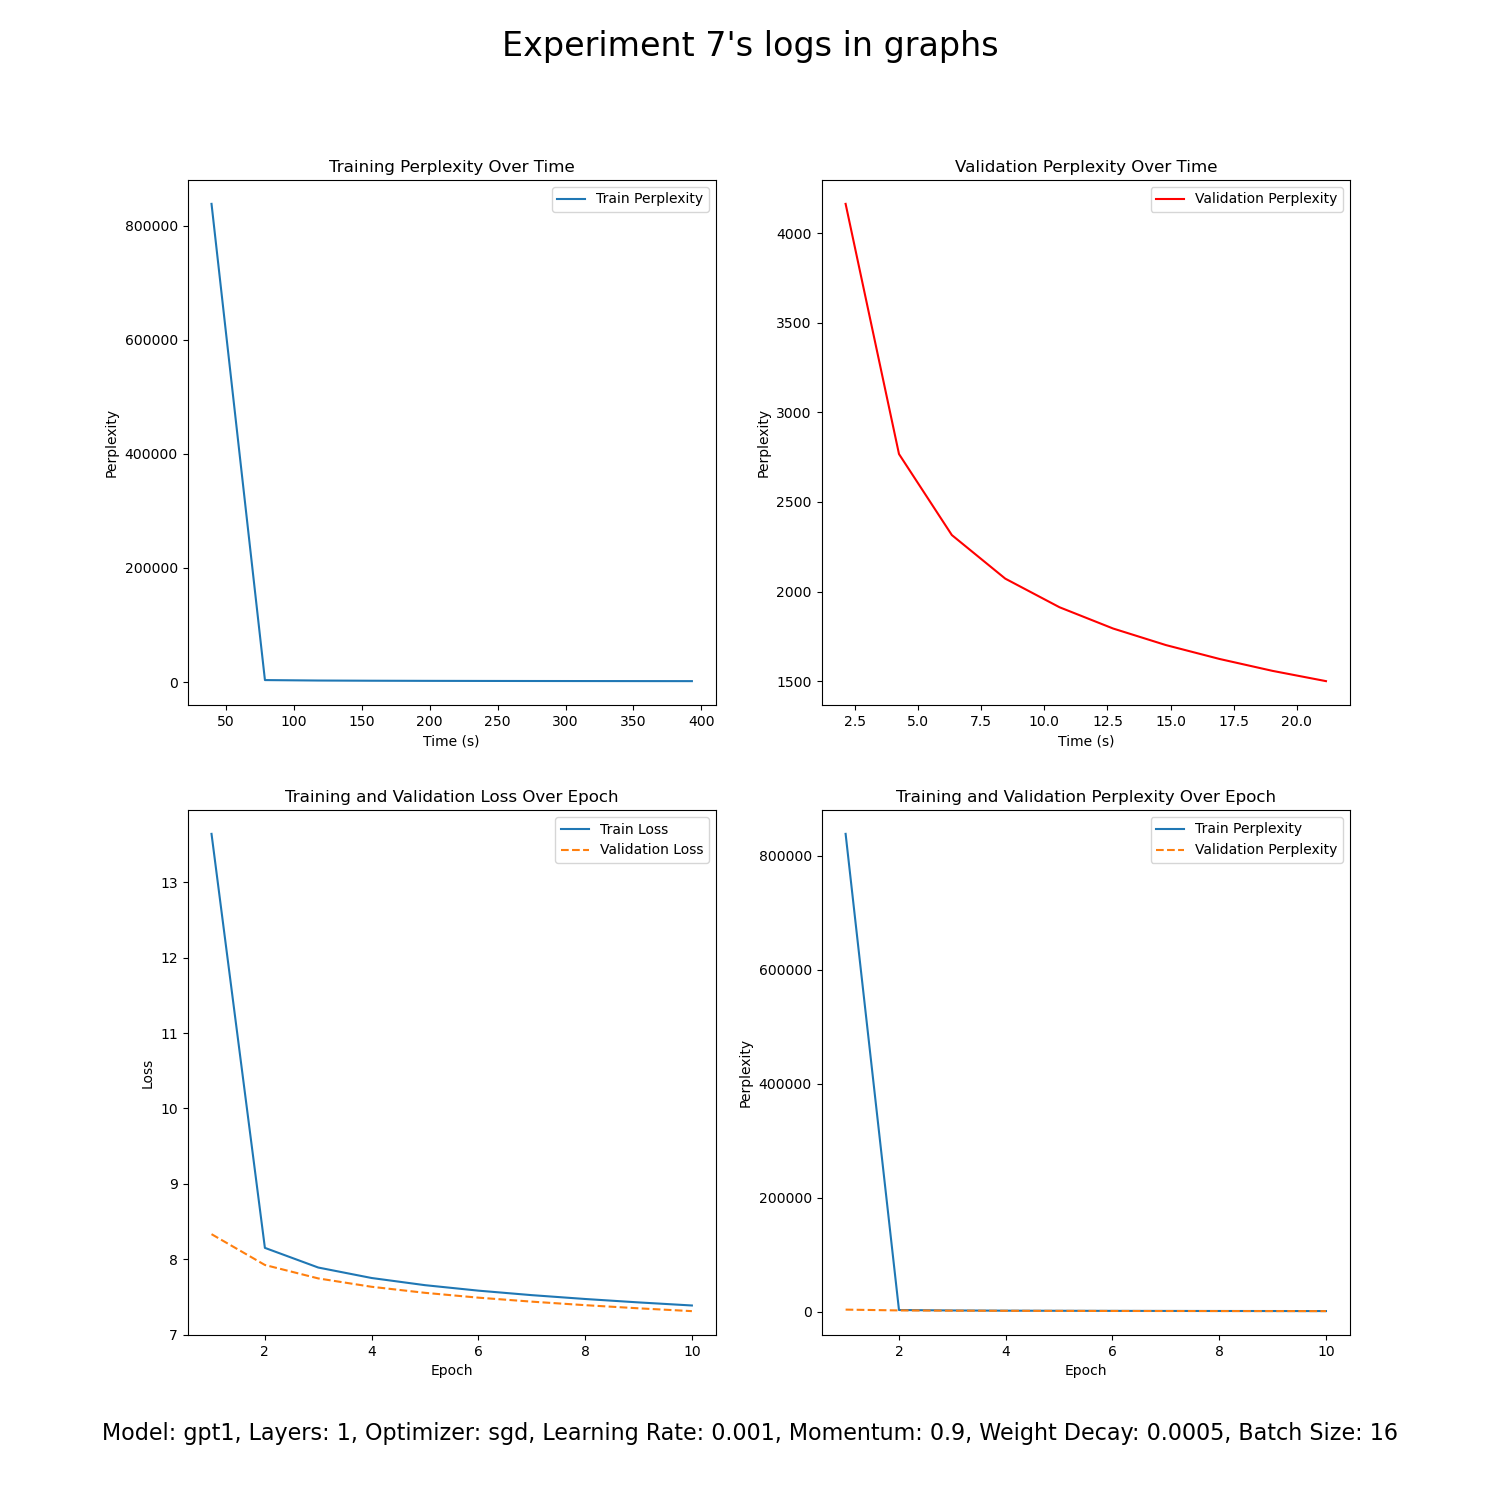 Experiment 7's logs in graphs
Training Perplexity Over Time
Train Perplexity
800000
600000
400000
200000
0
Perplexity
50 100 150 200 250 300 350 400
Time (s)
Validation Perplexity Over Time
Validation Perplexity
4000
3500
3000
2500
2000
1500
Perplexity
2.5 5.0 7.5 10.0 12.5 15.0 17.5 20.0
Time (s)
Training and Validation Loss Over Epoch
Train Loss
Validation Loss
13
12
11
10
9
8
7
Loss
2 4 6 8 10
Epoch
Training and Validation Perplexity Over Epoch
Train Perplexity
Validation Perplexity
800000
600000
400000
200000
0
Perplexity
2 4 6 8 10
Epoch
Model: gpt1, Layers: 1, Optimizer: sgd, Learning Rate: 0.001, Momentum: 0.9, Weight Decay: 0.0005, Batch Size: 16